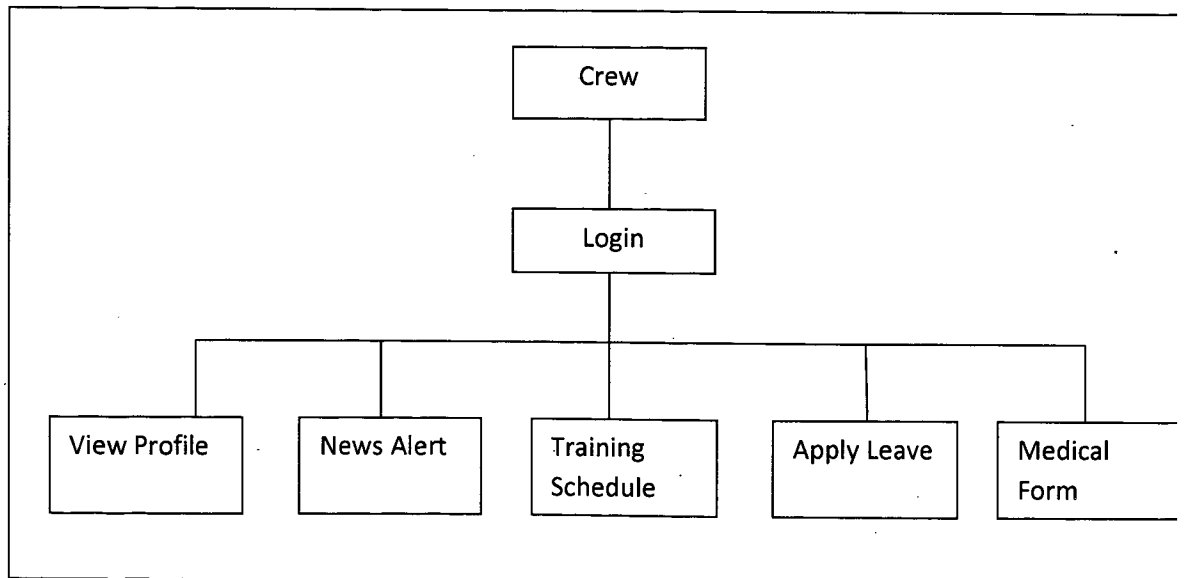 Crew
Login
View Profile
News Alert
Training
Schedule
Apply Leave
Medical
Form